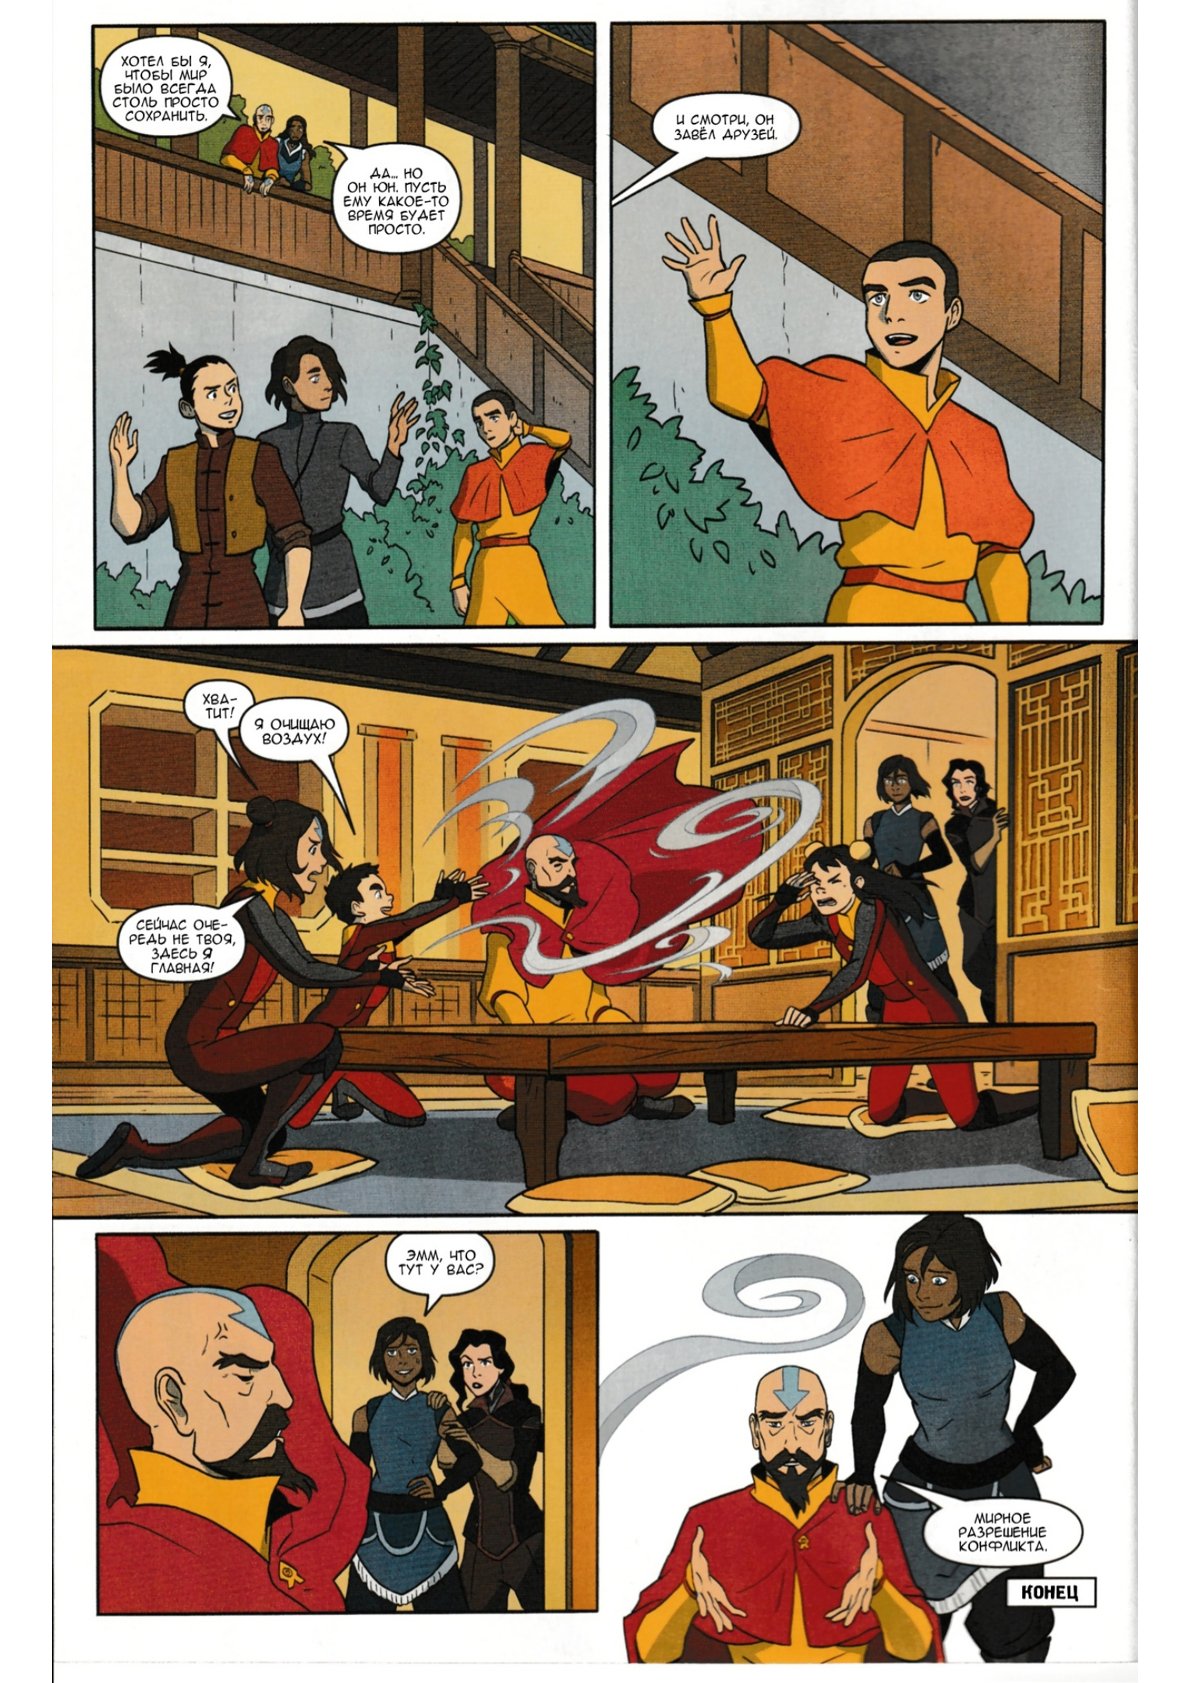 ХОТЕЛ БЫ Я,
ЧТОБЫ МИР
БЫЛО ВСЕГДА
СТОЛЬ ПРОСТО
СОХРАНИТЬ.
ДА... НО
ОН ЮН. ПУСТЬ
ЕМУ КАКОЕ-ТО
ВРЕМЯ БУДЕТ
ПРОСТО.
И СМОТРИ, ОН
ЗАВЁЛ ДРУЗЕЙ.
ХВА-
ТИТ!
Я ОЧИЩАЮ
ВОЗДУХ!
СЕЙЧАС ОЧЕ-
РЕДЬ НЕ ТВОЯ,
ЗДЕСЬ Я
ГЛАВНАЯ!
ЭММ, ЧТО
ТУТ У ВАС?
МИРНОЕ
РАЗРЕШЕНИЕ
КОНФЛИКТА.
КОНЕЦ